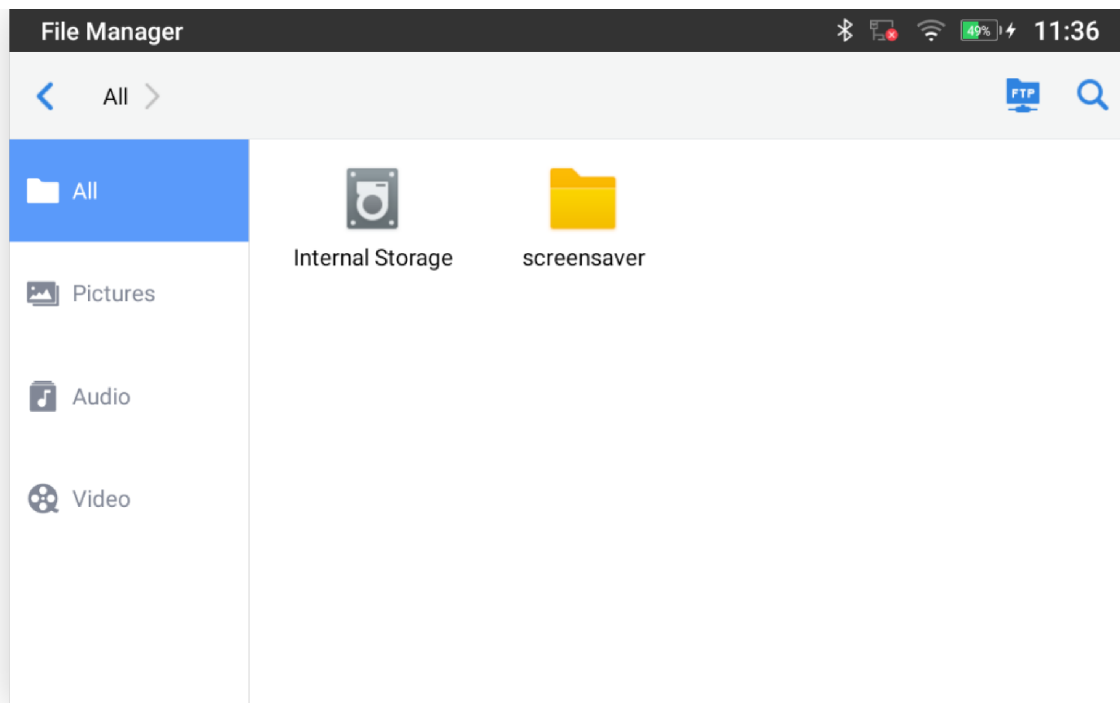 File Manager
49%
11:36
All
FTP
All
Internal Storage
screensaver
Pictures
Audio
Video